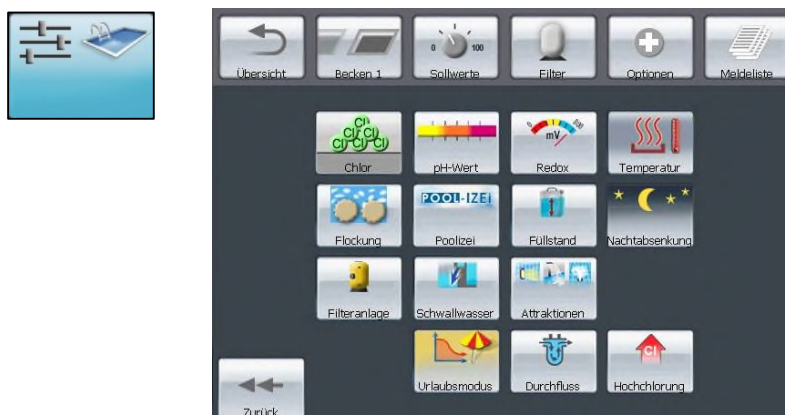 Übersicht
Becken 1
0 100
Sollwerte
Filter
Optionen
Meldeliste
Cl Cl Cl Cl Cl Cl
Chlor
pH-Wert
mV
Redox
Temperatur
Flockung
POOL-IZEI
Poolizei
Füllstand
Nachtabsenkung
Filteranlage
Schwallwasser
Attraktionen
Urlaubsmodus
Durchfluss
Cl
Hochchlorung
Zurück